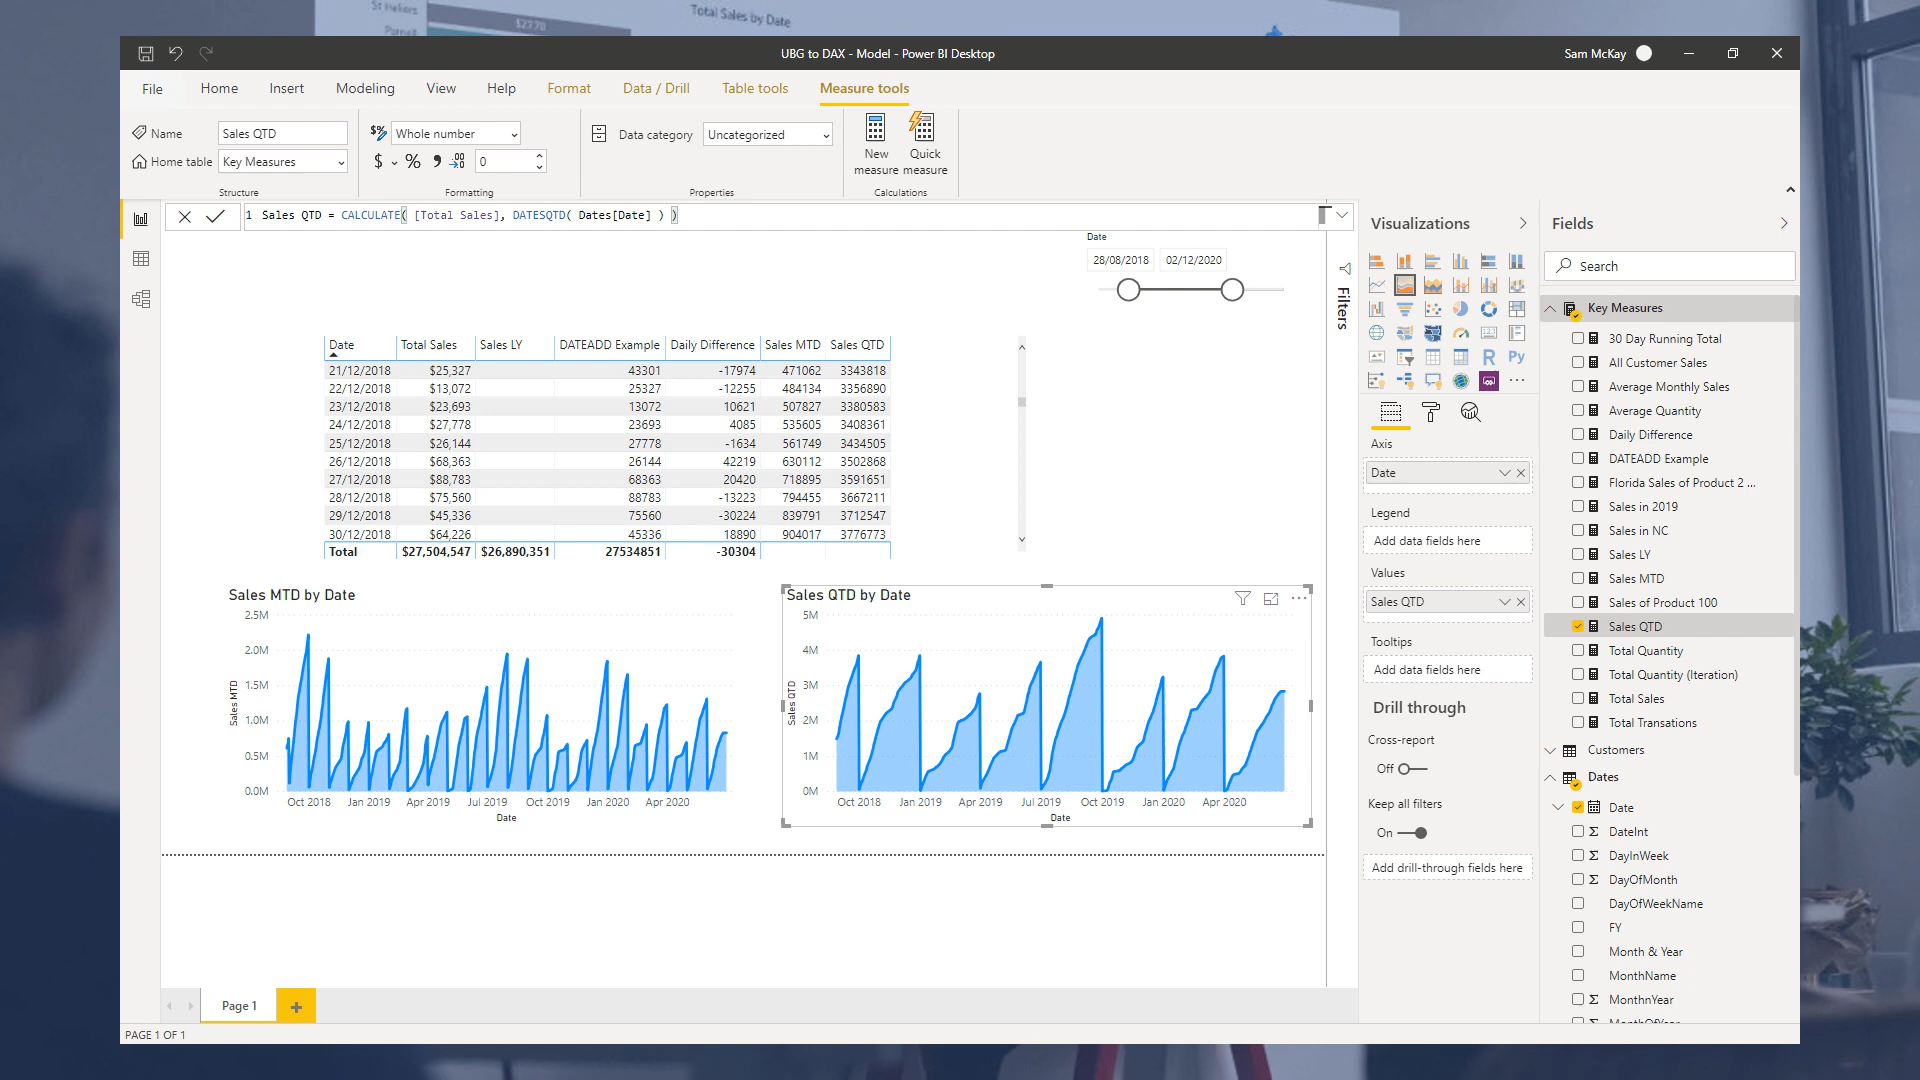 St Heliers
$27.70
Total Sales by Date
UBG to DAX - Model - Power BI Desktop
Sam McKay
File Home Insert Modeling View Help Format Data / Drill Table tools Measure tools
Name Sales QTD
Home table Key Measures
Structure
$% Whole number
$ % 9 .00 0
Formatting
Data category Uncategorized
Properties
New measure
Quick measure
Calculations
1 Sales QTD = CALCULATE( [Total Sales], DATESQTD( Dates[Date] ) )
Date
28/08/2018 02/12/2020
Date Total Sales Sales LY DATEADD Example Daily Difference Sales MTD Sales QTD
21/12/2018 $25,327 43301 -17974 471062 3343818
22/12/2018 $13,072 25327 -12255 484134 3356890
23/12/2018 $23,693 13072 10621 507827 3380583
24/12/2018 $27,778 23693 4085 535605 3408361
25/12/2018 $26,144 27778 -1634 561749 3434505
26/12/2018 $68,363 26144 42219 630112 3502868
27/12/2018 $88,783 68363 20420 718895 3591651
28/12/2018 $75,560 88783 -13223 794455 3667211
29/12/2018 $45,336 75560 -30224 839791 3712547
30/12/2018 $64,226 45336 18890 904017 3776773
Total $27,504,547 $26,890,351 27534851 -30304
Sales MTD by Date
Sales MTD
2.5M
2.0M
1.5M
1.0M
0.5M
0.0M
Oct 2018 Jan 2019 Apr 2019 Jul 2019 Oct 2019 Jan 2020 Apr 2020
Date
Sales QTD by Date
Sales QTD
5M
4M
3M
2M
1M
0M
Oct 2018 Jan 2019 Apr 2019 Jul 2019 Oct 2019 Jan 2020 Apr 2020
Date
Page 1
PAGE 1 OF 1
Filters
Visualizations
R Py
Axis
Date
Legend
Add data fields here
Values
Sales QTD
Tooltips
Add data fields here
Drill through
Cross-report
Off
Keep all filters
On
Add drill-through fields here
Fields
Search
Key Measures
30 Day Running Total
All Customer Sales
Average Monthly Sales
Average Quantity
Daily Difference
DATEADD Example
Florida Sales of Product 2 ...
Sales in 2019
Sales in NC
Sales LY
Sales MTD
Sales of Product 100
Sales QTD
Total Quantity
Total Quantity (Iteration)
Total Sales
Total Transations
Customers
Dates
Date
DateInt
DayInWeek
DayOfMonth
DayOfWeekName
FY
Month & Year
MonthName
MonthnYear